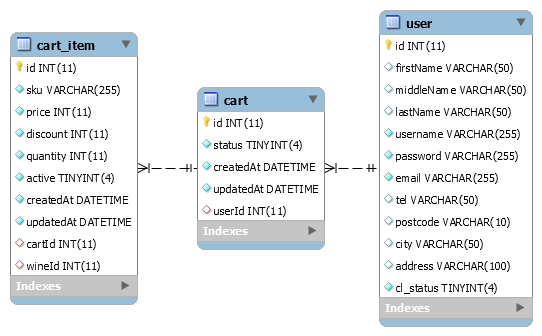 cart_item
id INT(11)
sku VARCHAR(255)
price INT(11)
discount INT(11)
quantity INT(11)
active TINYINT(4)
createdAt DATETIME
updatedAt DATETIME
cartId INT(11)
wineId INT(11)
Indexes
cart
id INT(11)
status TINYINT(4)
createdAt DATETIME
updatedAt DATETIME
userId INT(11)
Indexes
user
id INT(11)
firstName VARCHAR(50)
middleName VARCHAR(50)
lastName VARCHAR(50)
username VARCHAR(255)
password VARCHAR(255)
email VARCHAR(255)
tel VARCHAR(50)
postcode VARCHAR(10)
city VARCHAR(50)
address VARCHAR(100)
cl_status TINYINT(4)
Indexes